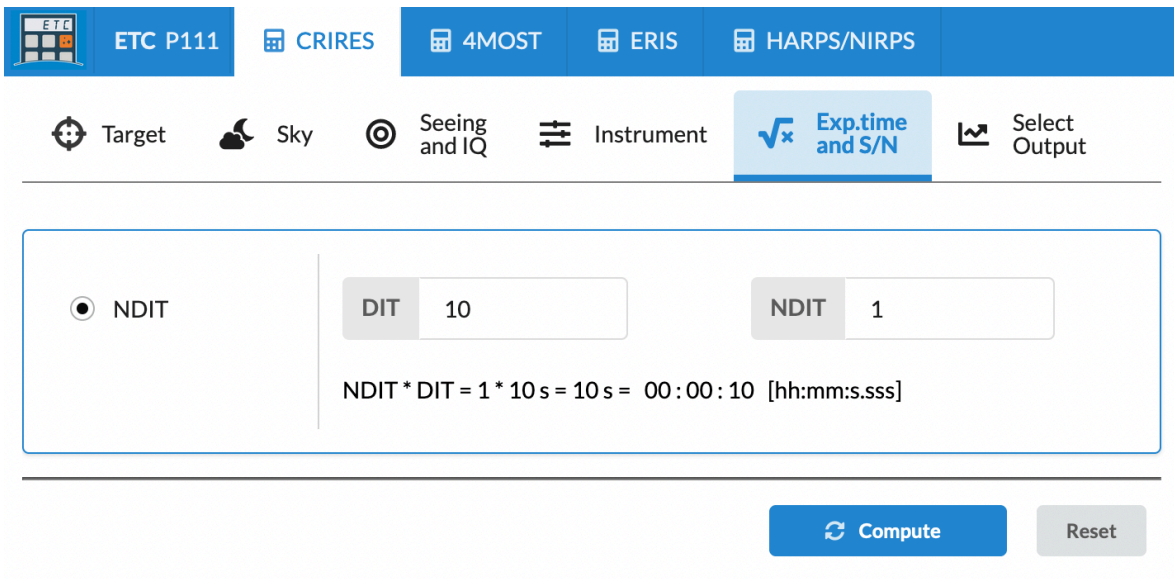 ETC
ETC P111
CRIRES
4MOST
ERIS
HARPS/NIRPS
Target
Sky
Seeing
and IQ
Instrument
Exp.time
and S/N
Select
Output
NDIT
DIT
10
NDIT
1
NDIT * DIT = 1 * 10 s = 10 s = 00 : 00 : 10 [hh:mm:s.sss]
Compute
Reset